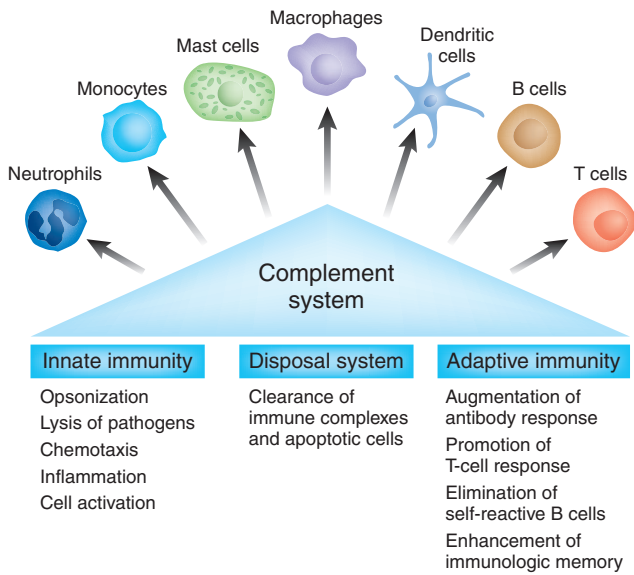 Macrophages
Mast cells
Dendritic
cells
Monocytes
B cells
Neutrophils
T cells
Complement
system
Innate immunity
Opsonization
Lysis of pathogens
Chemotaxis
Inflammation
Cell activation
Disposal system
Clearance of
immune complexes
and apoptotic cells
Adaptive immunity
Augmentation of
antibody response
Promotion of
T-cell response
Elimination of
self-reactive B cells
Enhancement of
immunologic memory